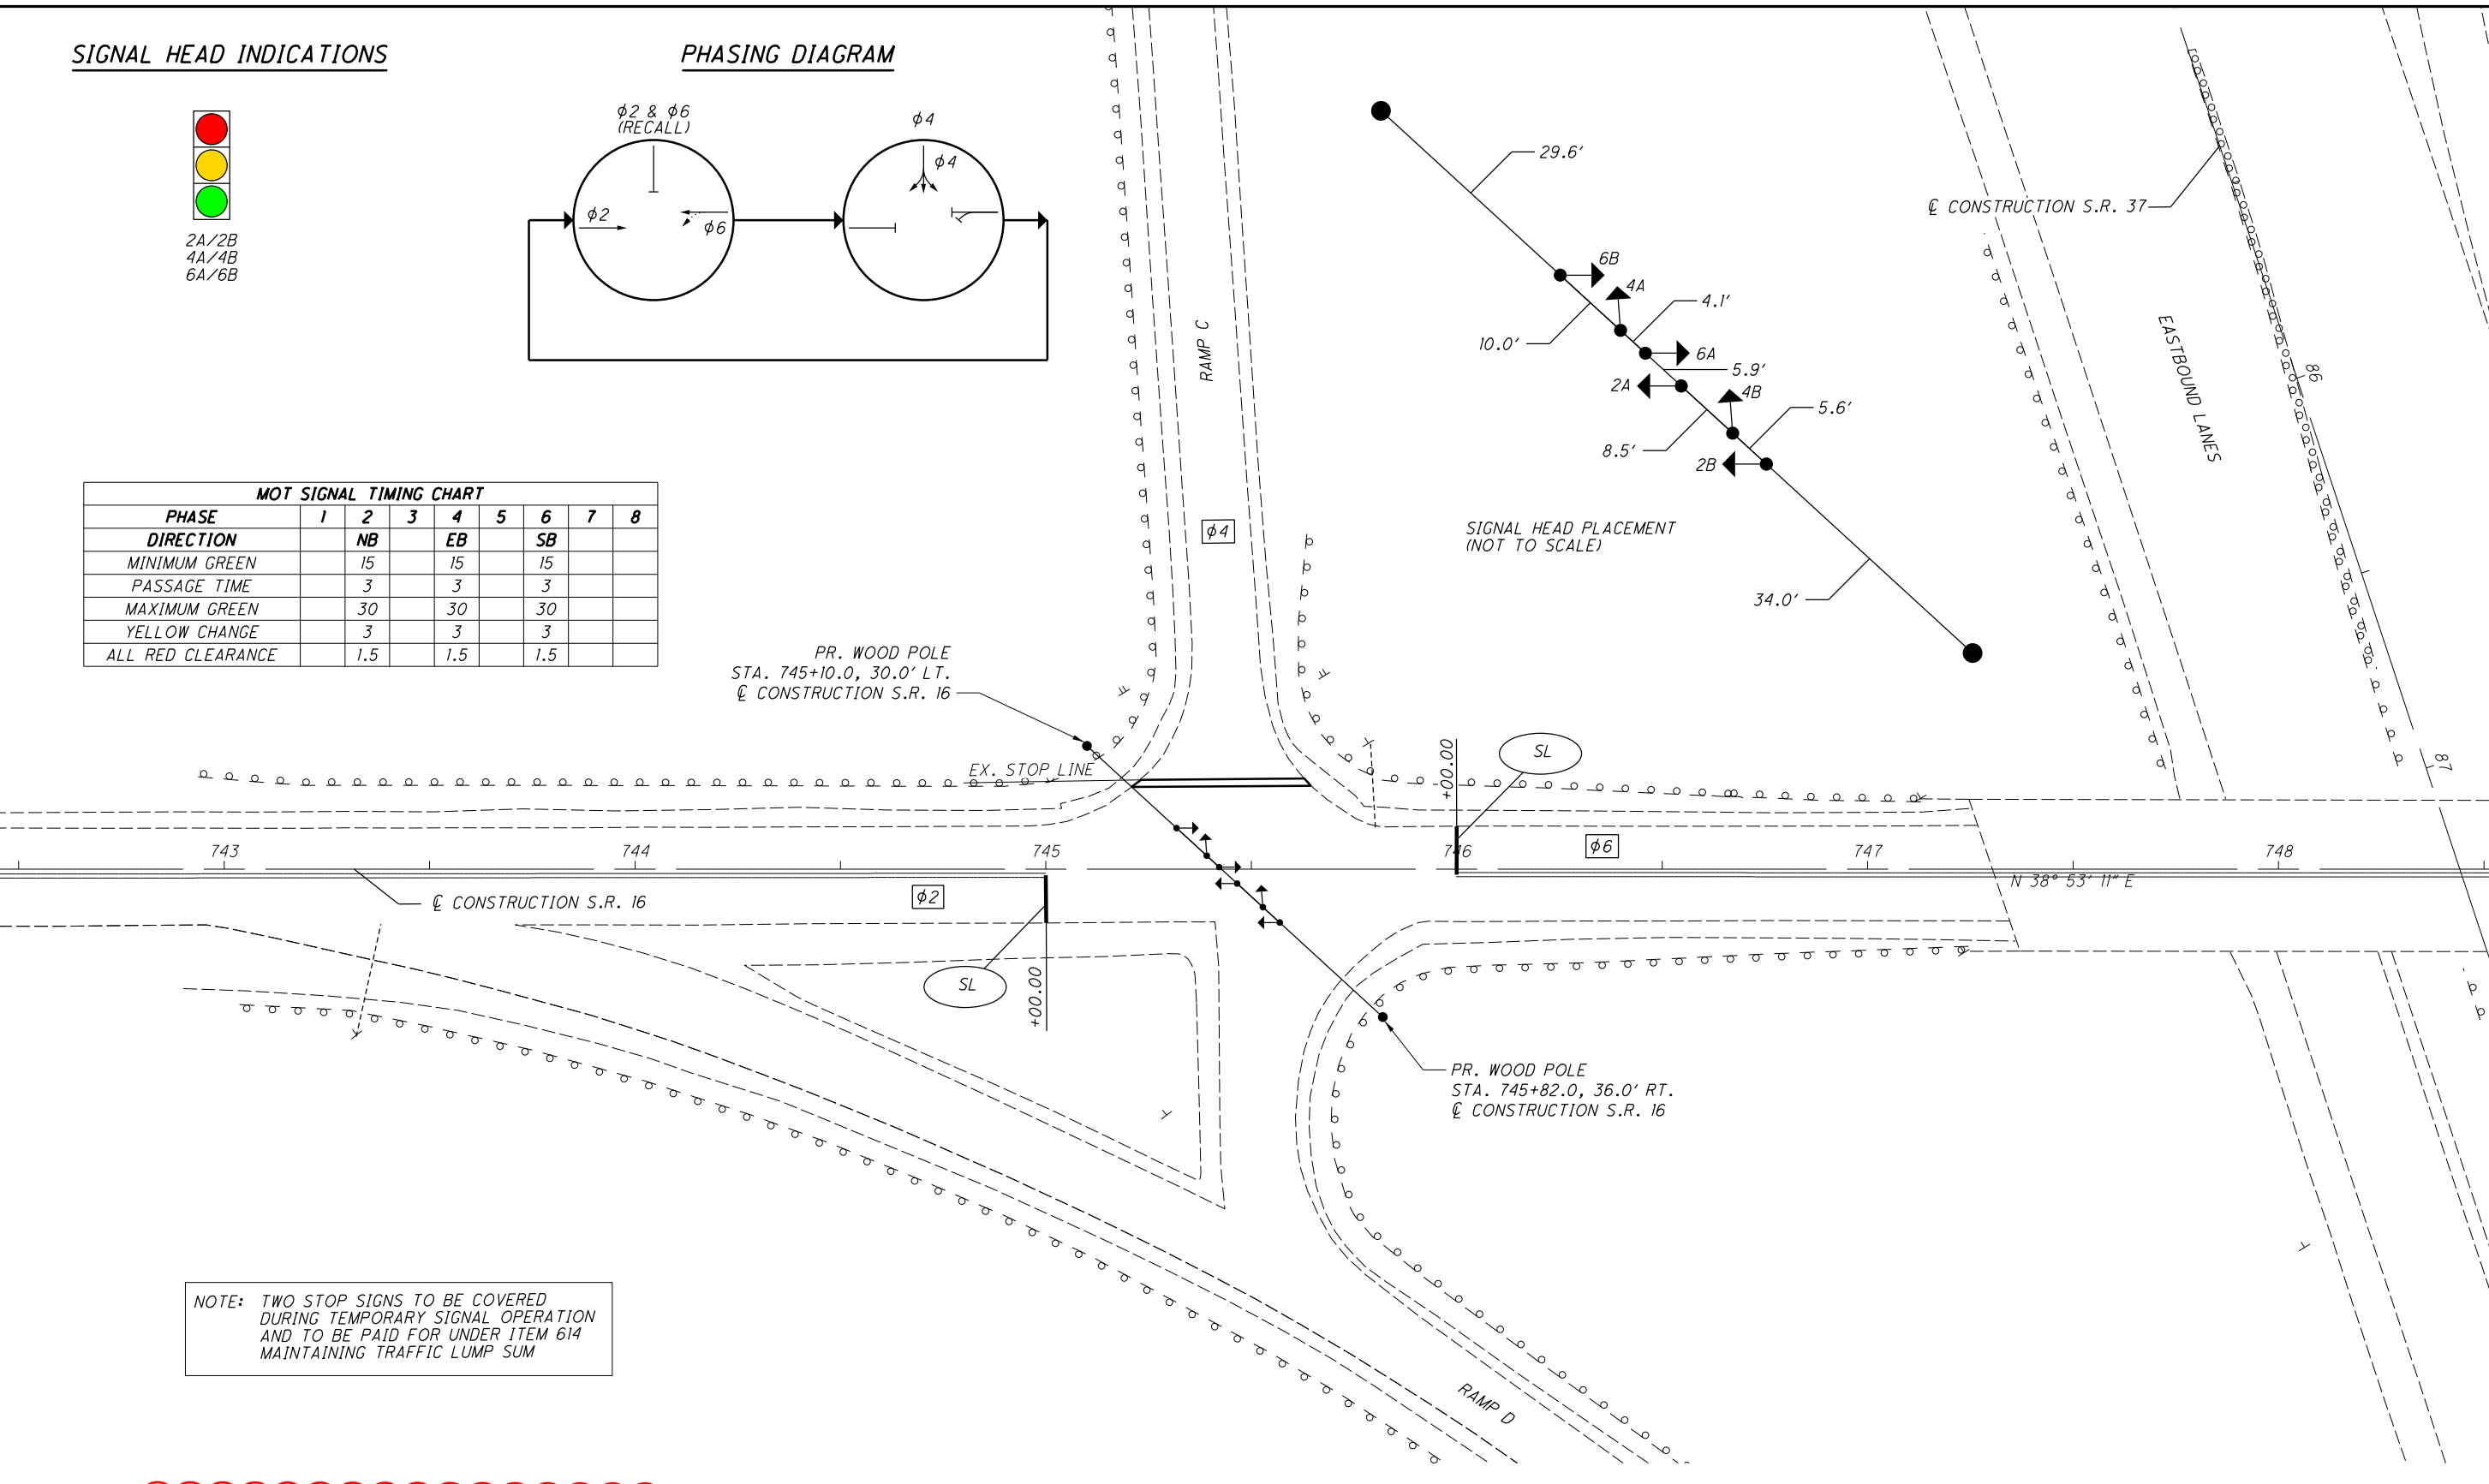 SIGNAL HEAD INDICATIONS
2A/2B
4A/4B
6A/6B
PHASING DIAGRAM
ϕ2 & ϕ6
(RECALL)
ϕ2
ϕ6
ϕ4
ϕ4
MOT SIGNAL TIMING CHART
PHASE 1 2 3 4 5 6 7 8
DIRECTION NB EB SB
MINIMUM GREEN 15 15 15
PASSAGE TIME 3 3 3
MAXIMUM GREEN 30 30 30
YELLOW CHANGE 3 3 3
ALL RED CLEARANCE 1.5 1.5 1.5
RAMP C
ϕ4
29.6'
6B
4A
4.1'
10.0'
6A
5.9'
2A
4B
5.6'
8.5'
2B
34.0'
SIGNAL HEAD PLACEMENT
(NOT TO SCALE)
℄ CONSTRUCTION S.R. 37
EASTBOUND LANES
86
87
PR. WOOD POLE
STA. 745+10.0, 30.0' LT.
℄ CONSTRUCTION S.R. 16
EX. STOP LINE
+00.00
SL
743
744
745
746
747
748
ϕ6
N 38° 53' 11" E
℄ CONSTRUCTION S.R. 16
ϕ2
SL
+00.00
PR. WOOD POLE
STA. 745+82.0, 36.0' RT.
℄ CONSTRUCTION S.R. 16
RAMP D
NOTE: TWO STOP SIGNS TO BE COVERED
DURING TEMPORARY SIGNAL OPERATION
AND TO BE PAID FOR UNDER ITEM 614
MAINTAINING TRAFFIC LUMP SUM